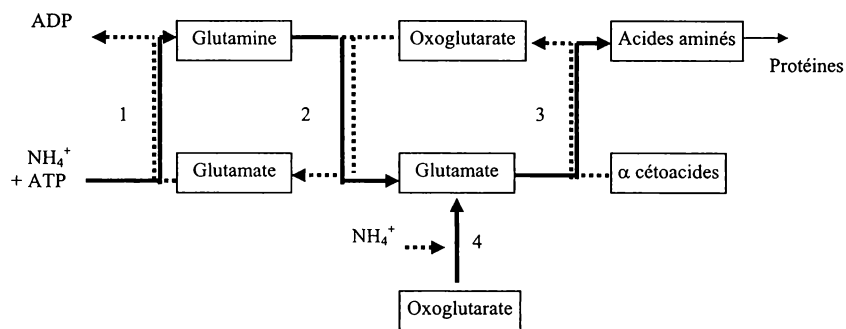 ADP
Glutamine
Oxoglutarate
Acides aminés
Protéines
1
2
3
NH₄⁺
+ ATP
Glutamate
Glutamate
α cétoacides
NH₄⁺
4
Oxoglutarate